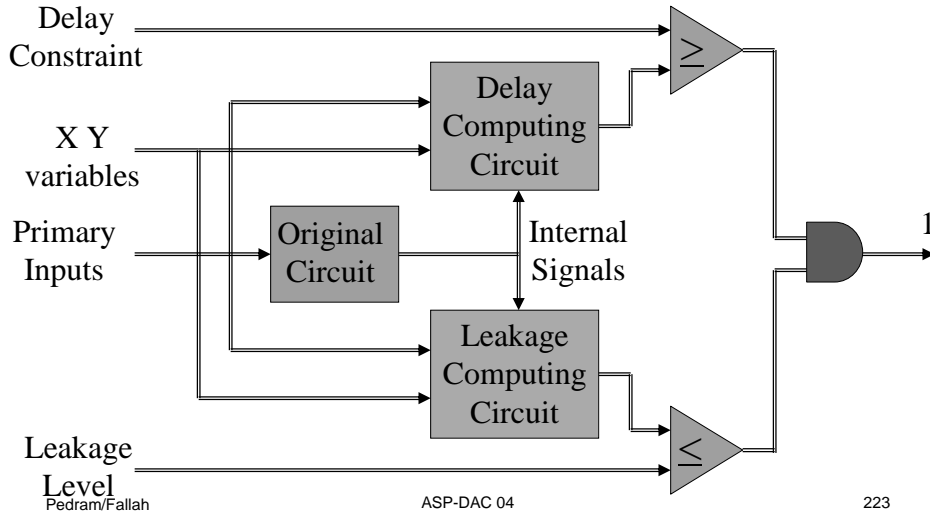 Delay
Constraint
≥
Delay
Computing
Circuit
X Y
variables
Primary
Inputs
Original
Circuit
Internal
Signals
1
Leakage
Computing
Circuit
≤
Leakage
Level
Pedram/Fallah
ASP-DAC 04
223